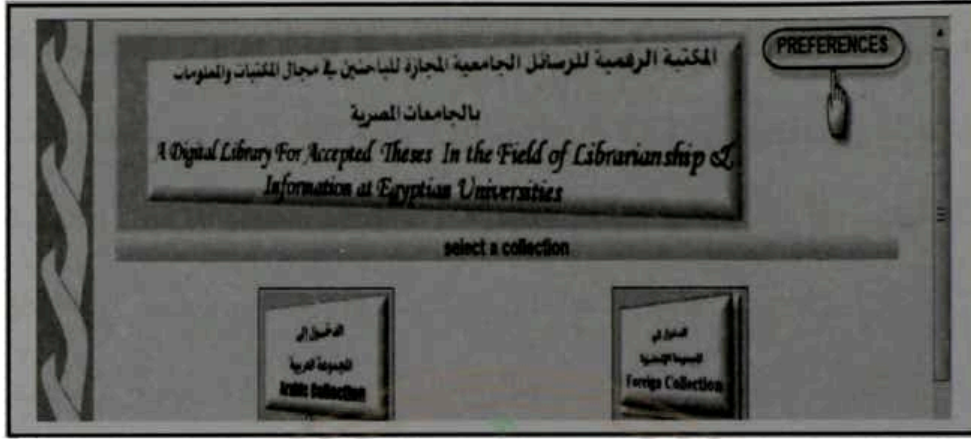 PREFERENCES
المكتبة الرقمية للرسائل الجامعية المجازة للباحثين في مجال المكتبات والمعلومات
بالجامعات المصرية
A Digital Library For Accepted Theses In the Field of Librarianship &
Information at Egyptian Universities
select a collection
الدخول إلى
المجموعة العربية
Arabic Collection
الدخول إلى
Foreign Collection